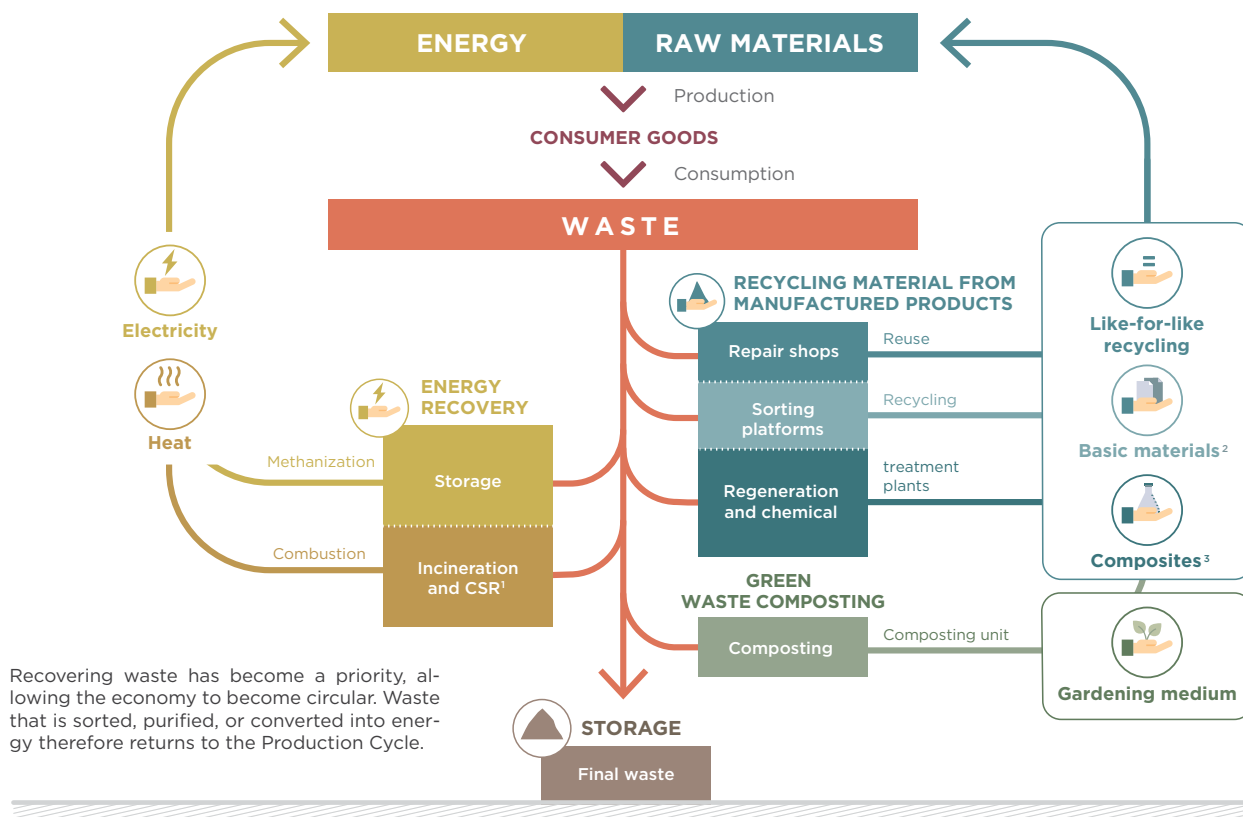 ENERGY
RAW MATERIALS
Production
CONSUMER GOODS
Consumption
WASTE
Electricity
Heat
ENERGY
RECOVERY
Methanization
Storage
Combustion
Incineration
and CSR¹
RECYCLING MATERIAL FROM
MANUFACTURED PRODUCTS
Repair shops
Reuse
Sorting
platforms
Recycling
Regeneration
and chemical
treatment
plants
Like-for-like
recycling
Basic materials²
Composites³
GREEN
WASTE COMPOSTING
Composting
Composting unit
Gardening medium
Recovering waste has become a priority, al-
lowing the economy to become circular. Waste
that is sorted, purified, or converted into ener-
gy therefore returns to the Production Cycle.
STORAGE
Final waste